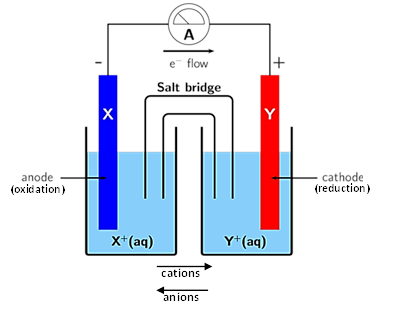 A
e⁻ flow
-
+
Salt bridge
X
Y
anode
(oxidation)
cathode
(reduction)
X⁺(aq)
Y⁺(aq)
cations
anions